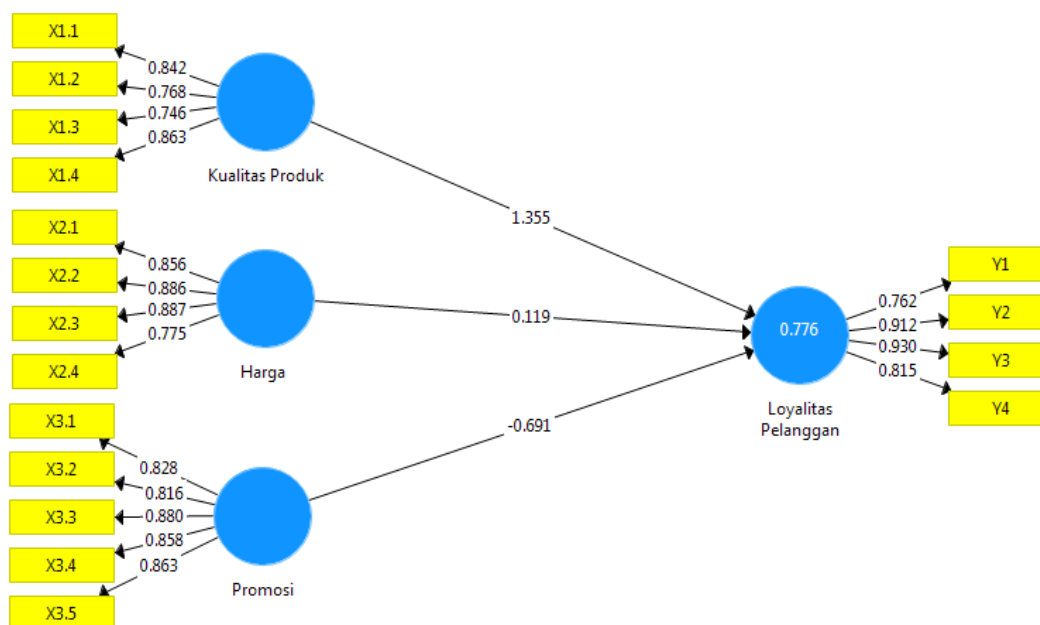 X1.1
X1.2
X1.3
X1.4
0.842
0.768
0.746
0.863
Kualitas Produk
X2.1
X2.2
X2.3
X2.4
0.856
0.886
0.887
0.775
Harga
X3.1
X3.2
X3.3
X3.4
X3.5
0.828
0.816
0.880
0.858
0.863
Promosi
1.355
0.119
-0.691
0.776
Loyalitas
Pelanggan
0.762
0.912
0.930
0.815
Y1
Y2
Y3
Y4